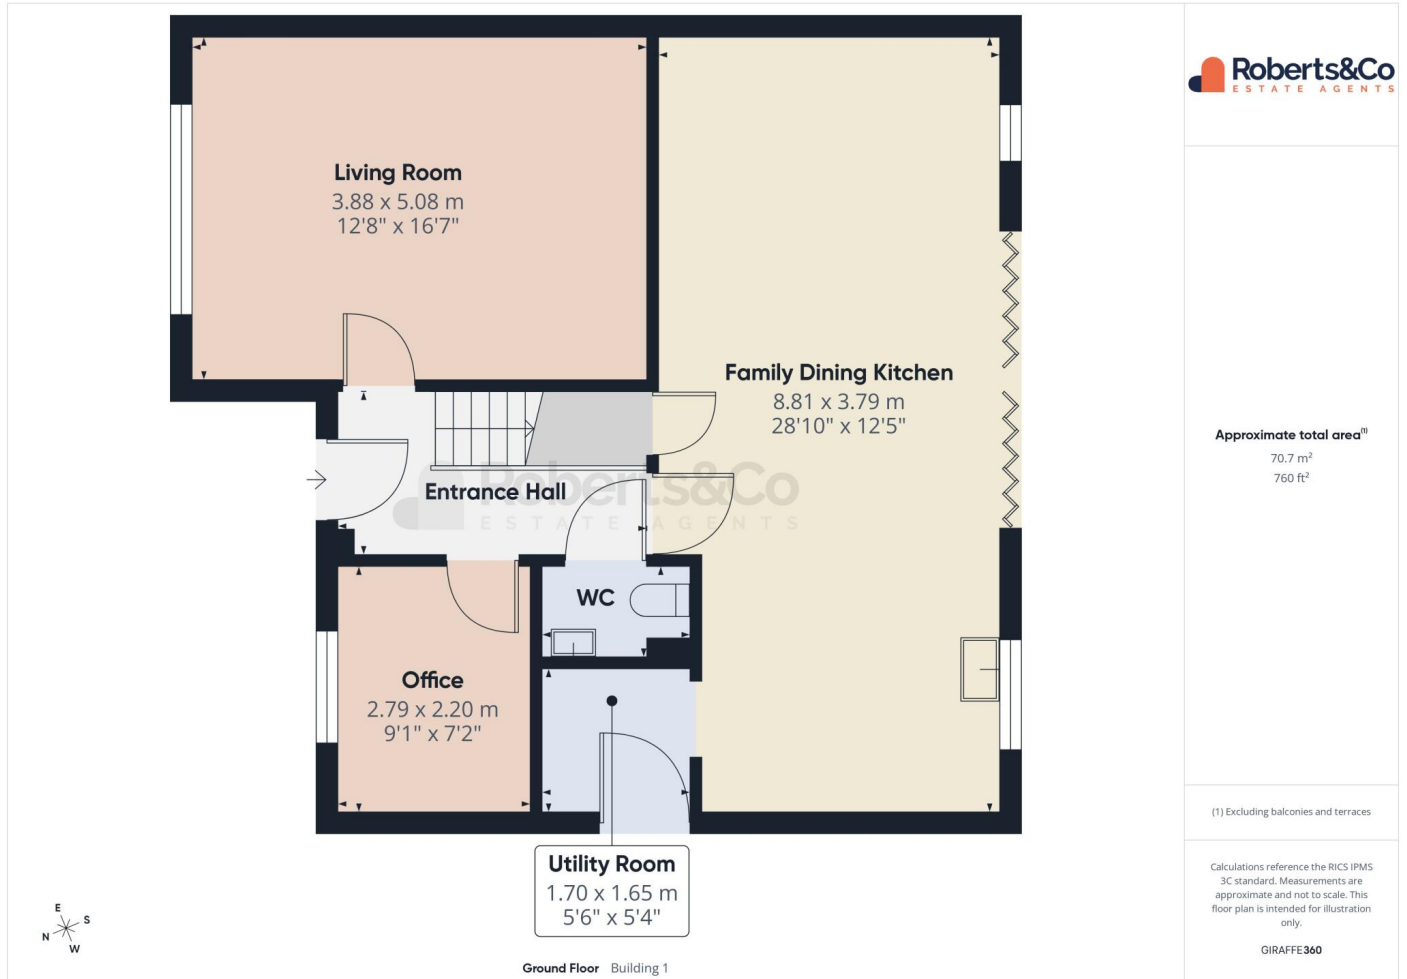 Living Room
3.88 x 5.08 m
12'8" x 16'7"
Family Dining Kitchen
8.81 x 3.79 m
28'10" x 12'5"
Entrance Hall
Roberts&Co
ESTATE AGENTS
WC
Office
2.79 x 2.20 m
9'1" x 7'2"
Utility Room
1.70 x 1.65 m
5'6" x 5'4"
E
S
N
W
Ground Floor Building 1
Roberts&Co
ESTATE AGENTS
Approximate total area(1)
70.7 m²
760 ft²
(1) Excluding balconies and terraces
Calculations reference the RICS IPMS
3C standard. Measurements are
approximate and not to scale. This
floor plan is intended for illustration
only.
GIRAFFE360